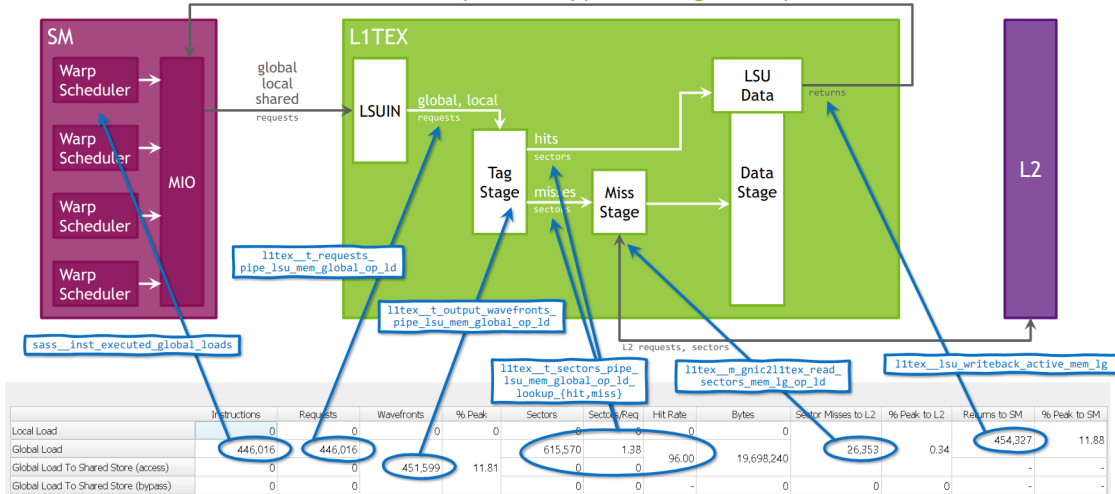 SM
Warp
Scheduler
Warp
Scheduler
Warp
Scheduler
Warp
Scheduler
MIO
global
local
shared
requests
L1TEX
LSUIN
global, local
requests
Tag
Stage
hits
sectors
misses
sectors
Miss
Stage
LSU
Data
returns
Data
Stage
L2
L2 requests, sectors
l1tex__t_requests_
pipe_lsu_mem_global_op_ld
l1tex__t_output_wavefronts_
pipe_lsu_mem_global_op_ld
sass__inst_executed_global_loads
l1tex__t_sectors_pipe_
lsu_mem_global_op_ld_
lookup_{hit,miss}
l1tex__m_gnic2l1tex_read_
sectors_mem_lg_op_ld
l1tex__lsu_writeback_active_mem_lg
Instructions Requests Wavefronts % Peak Sectors Sectors/Req Hit Rate Bytes Sector Misses to L2 % Peak to L2 Returns to SM % Peak to SM
Local Load 0 0 0 0 0 0 0 0 0 0
Global Load 446,016 446,016 451,599 11.81 615,570 1.38 96.00 19,698,240 26,353 0.34 454,327 11.88
Global Load To Shared Store (access) 0 0 0 0 - -
Global Load To Shared Store (bypass) 0 0 0 0 0 0 - 0 0 0 - -